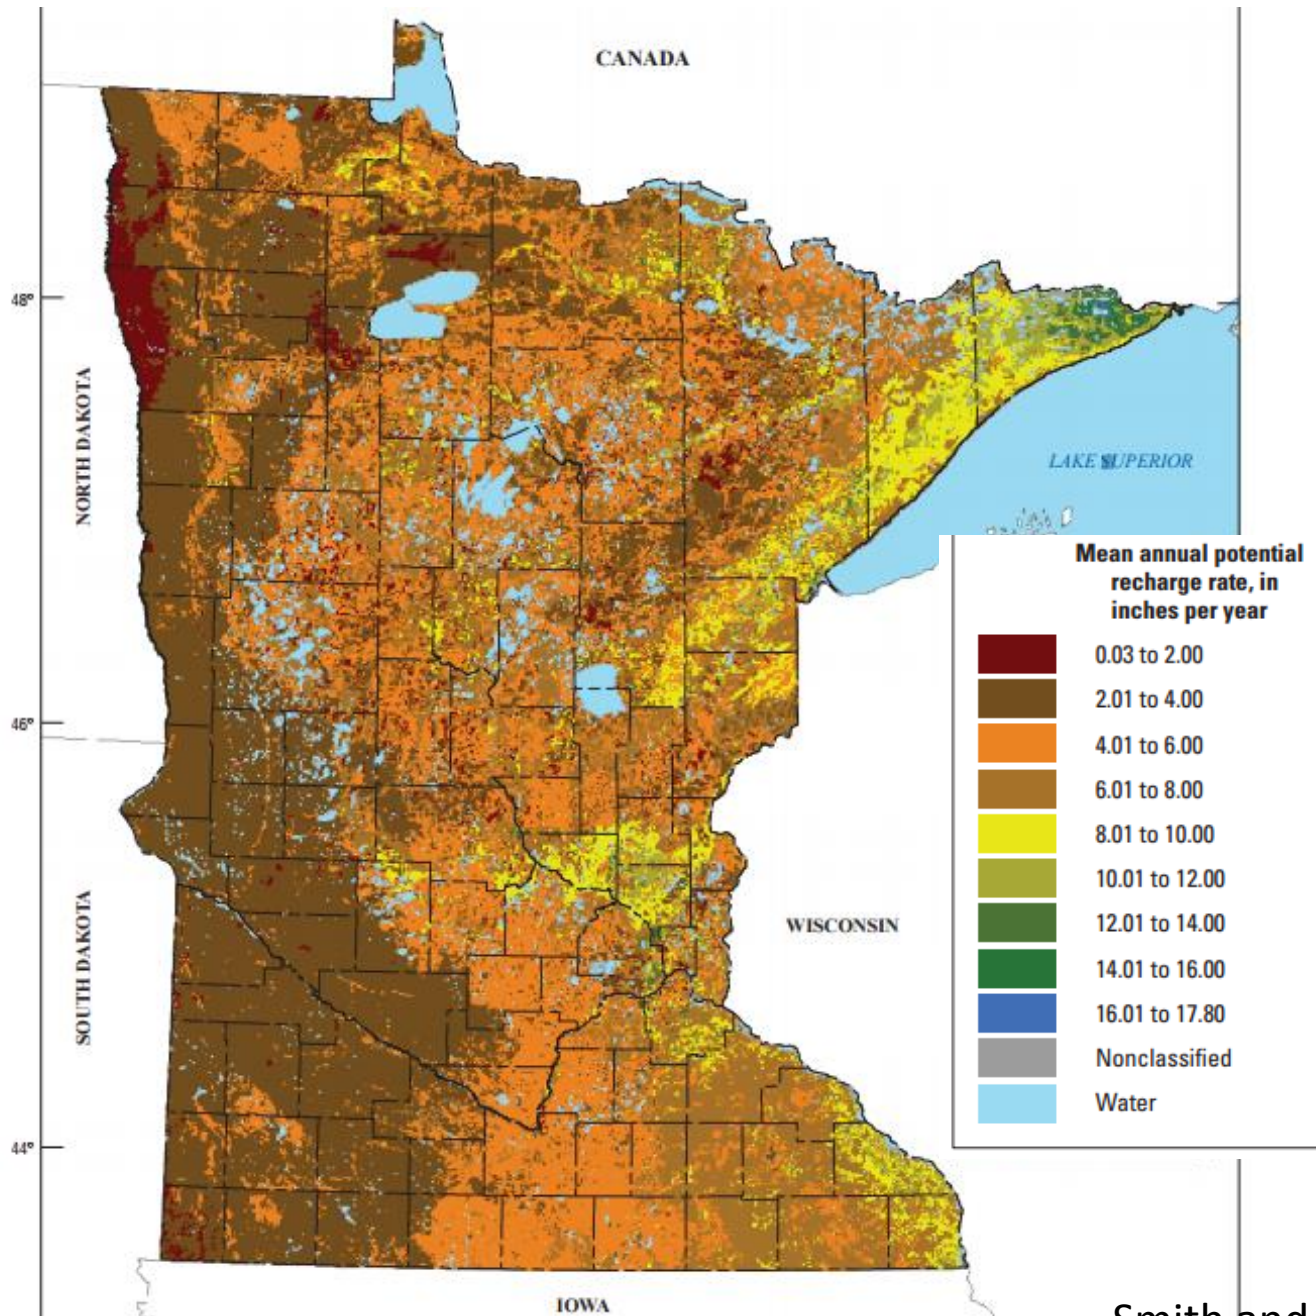 CANADA
48°
NORTH DAKOTA
LAKE SUPERIOR
Mean annual potential
recharge rate, in
inches per year
0.03 to 2.00
2.01 to 4.00
4.01 to 6.00
6.01 to 8.00
8.01 to 10.00
10.01 to 12.00
12.01 to 14.00
14.01 to 16.00
16.01 to 17.80
Nonclassified
Water
46°
WISCONSIN
SOUTH DAKOTA
44°
IOWA
Smith and